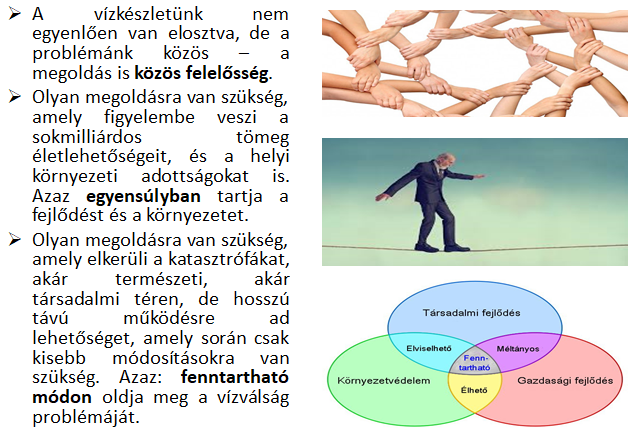 ➢ A vízkészletünk nem
egyenlően van elosztva, de a
problémánk közös – a
megoldás is közös felelősség.
➢ Olyan megoldásra van szükség,
amely figyelembe veszi a
sokmilliárdos tömeg
életlehetőségeit, és a helyi
környezeti adottságokat is.
Azaz egyensúlyban tartja a
fejlődést és a környezetet.
➢ Olyan megoldásra van szükség,
amely elkerüli a katasztrófákat,
akár természeti, akár
társadalmi téren, de hosszú
távú működésre ad
lehetőséget, amely során csak
kisebb módosításokra van
szükség. Azaz: fenntartható
módon oldja meg a vízválság
problémáját.
Társadalmi fejlődés
Elviselhető
Méltányos
Fenn-
tartható
Környezetvédelem
Gazdasági fejlődés
Élhető